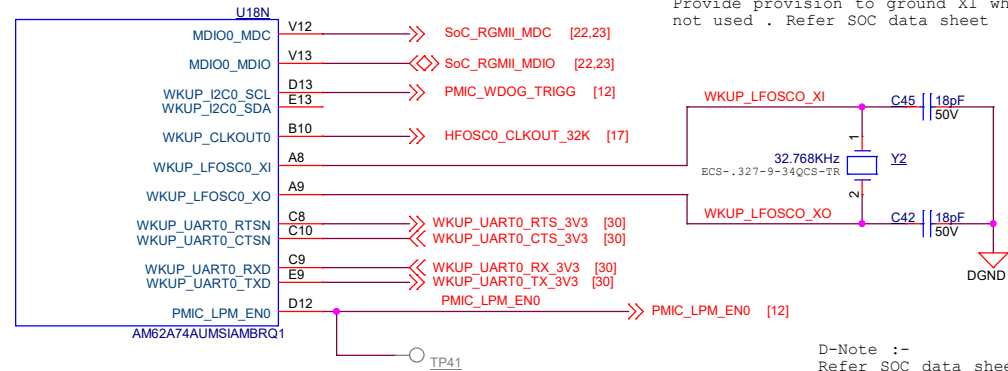 Provide provision to ground XI wh
not used . Refer SOC data sheet
U18N
MDIO0_MDC V12 SoC_RGMII_MDC [22,23]
MDIO0_MDIO V13 SoC_RGMII_MDIO [22,23]
WKUP_I2C0_SCL D13 PMIC_WDOG_TRIGG [12]
WKUP_I2C0_SDA E13
WKUP_CLKOUT0 B10 HFOSC0_CLKOUT_32K [17]
WKUP_LFOSC0_XI A8
WKUP_LFOSC0_XO A9
WKUP_UART0_RTSN C8 WKUP_UART0_RTS_3V3 [30]
WKUP_UART0_CTSN C10 WKUP_UART0_CTS_3V3 [30]
WKUP_UART0_RXD C9 WKUP_UART0_RX_3V3 [30]
WKUP_UART0_TXD E9 WKUP_UART0_TX_3V3 [30]
PMIC_LPM_EN0 D12 PMIC_LPM_EN0 PMIC_LPM_EN0 [12]
AM62A74AUMSIAMBRQ1
TP41
WKUP_LFOSCO_XI C45 18pF
50V
1
32.768KHz Y2
ECS-.327-9-34QCS-TR
2
WKUP_LFOSCO_XO C42 18pF
50V
DGND
D-Note :-
Refer SOC data shee